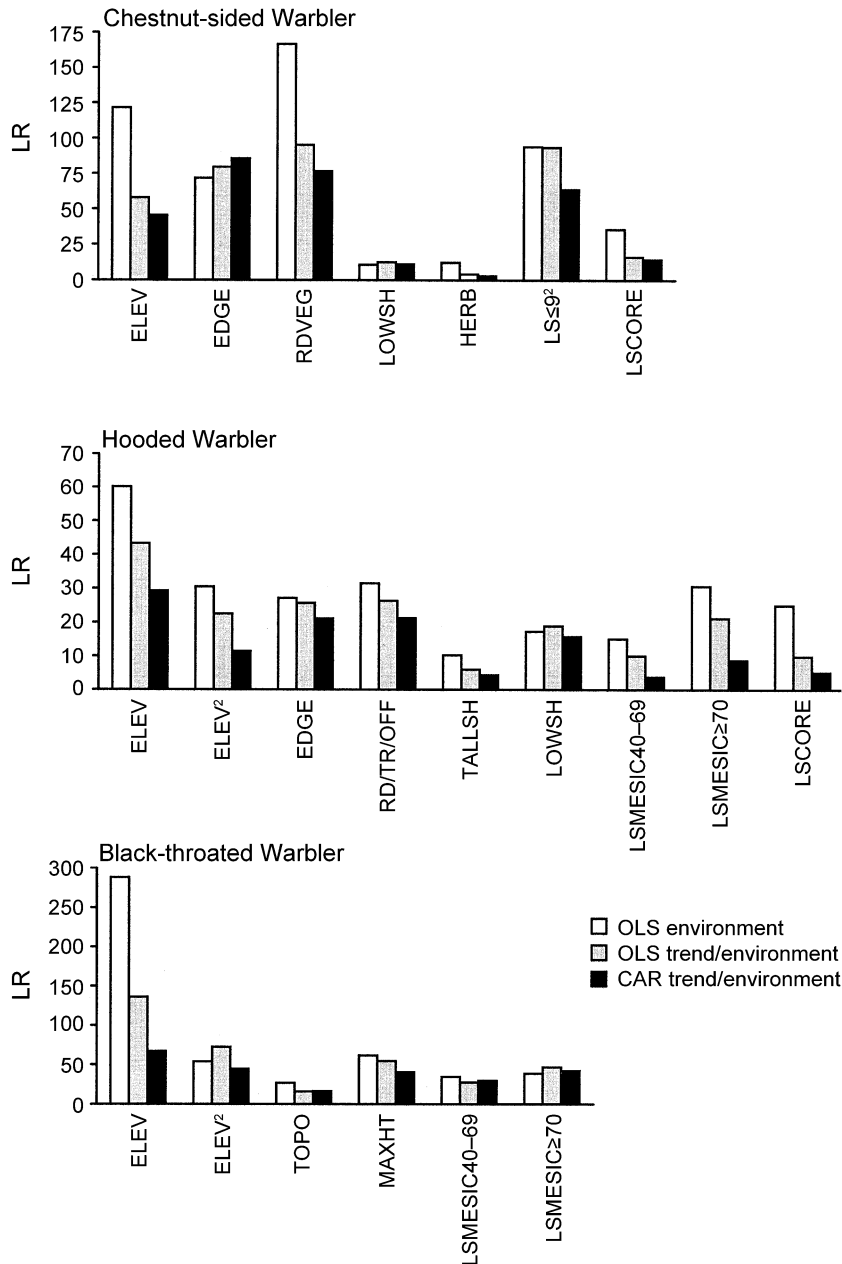 Chestnut-sided Warbler
175
150
125
100
75
50
25
0
LR
ELEV
EDGE
RDVEG
LOWSH
HERB
LS≤9²
LSCORE
Hooded Warbler
70
60
50
40
30
20
10
0
LR
ELEV
ELEV²
EDGE
RD/TR/OFF
TALLSH
LOWSH
LSMESIC40–69
LSMESIC≥70
LSCORE
Black-throated Warbler
300
250
200
150
100
50
0
LR
ELEV
ELEV²
TOPO
MAXHT
LSMESIC40–69
LSMESIC≥70
OLS environment
OLS trend/environment
CAR trend/environment